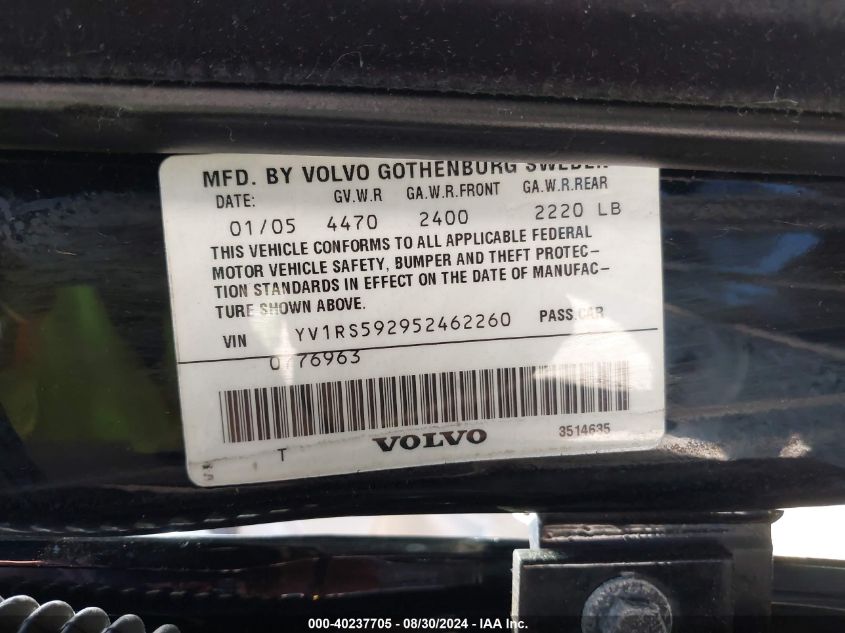 MFD. BY VOLVO GOTHENBURG SWEDEN
DATE: GV.W.R GA.W.R.FRONT GA.W.R.REAR
01/05 4470 2400 2220 LB
THIS VEHICLE CONFORMS TO ALL APPLICABLE FEDERAL
MOTOR VEHICLE SAFETY, BUMPER AND THEFT PROTEC-
TION STANDARDS IN EFFECT ON THE DATE OF MANUFAC-
TURE SHOWN ABOVE.
VIN YV1RS592952462260 PASS.CAR
0776963
T VOLVO 3514635
000-40237705 - 08/30/2024 - IAA Inc.